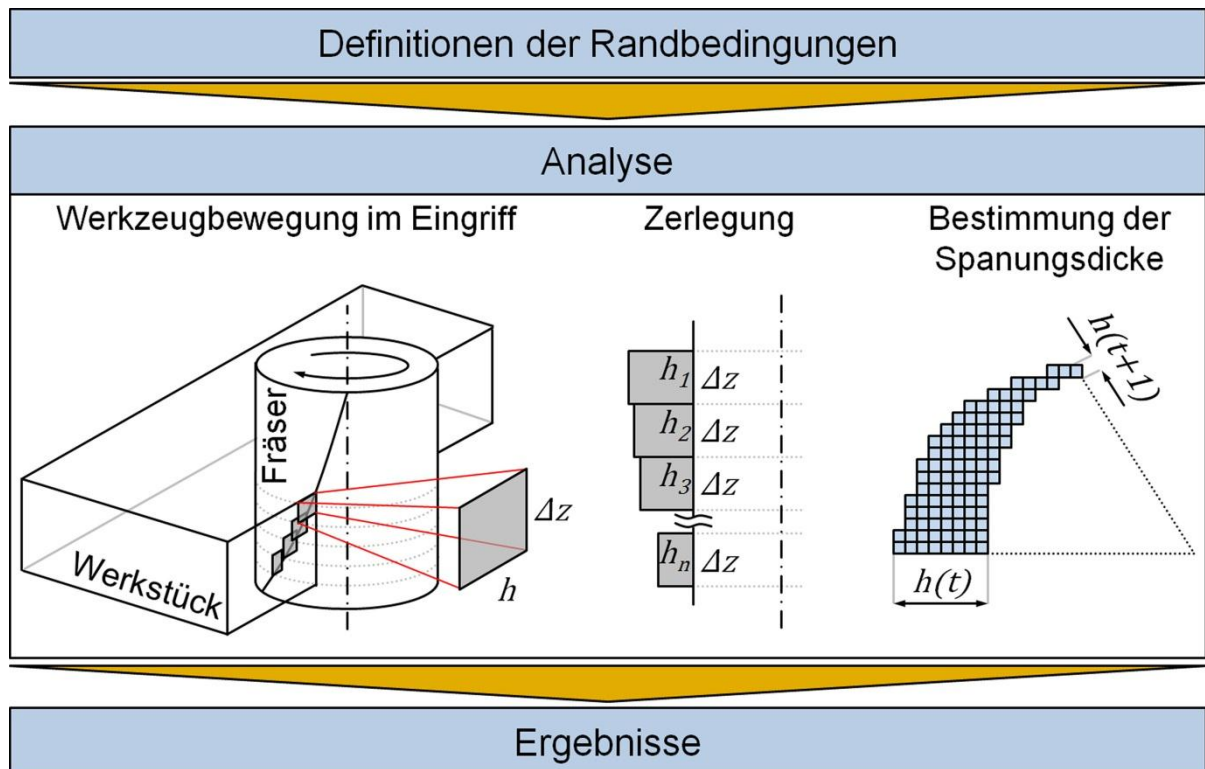 Definitionen der Randbedingungen
Analyse
Werkzeugbewegung im Eingriff
Zerlegung
Bestimmung der
Spanungsdicke
Fräser
Werkstück
Δz
h
h₁ Δz
h₂ Δz
h₃ Δz
hₙ Δz
h(t+1)
h(t)
Ergebnisse